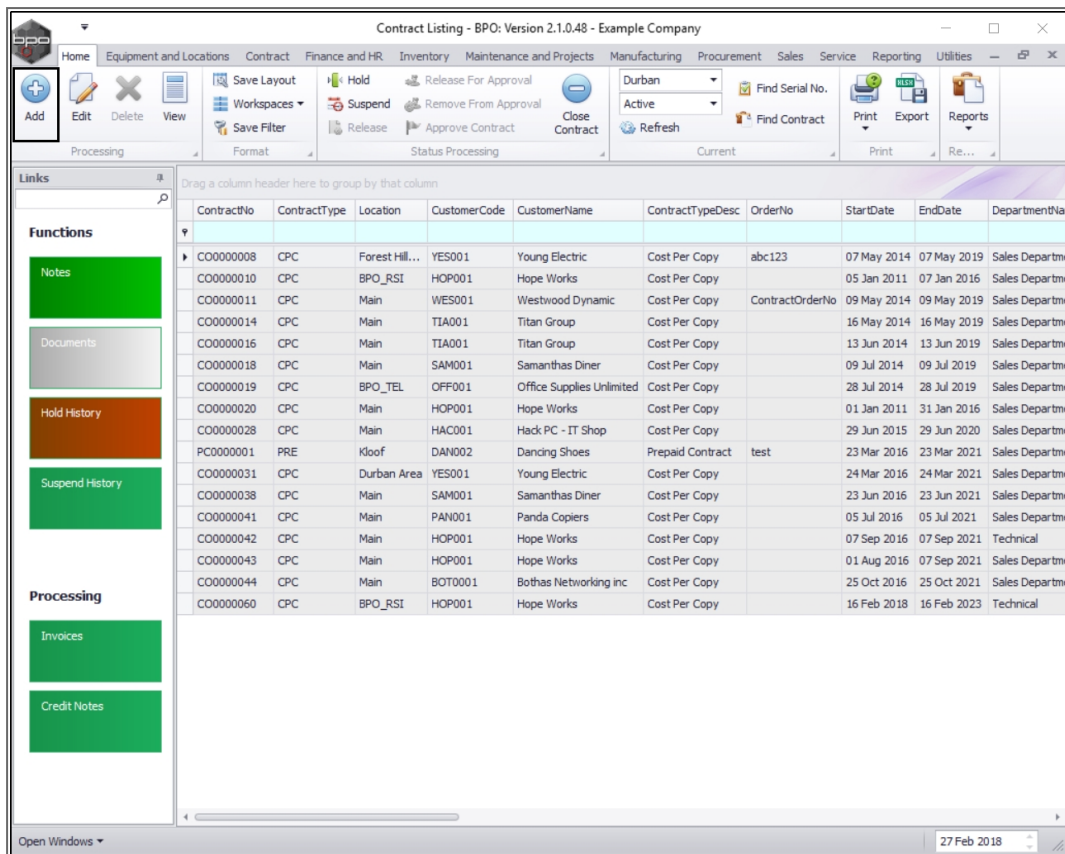 Contract Listing - BPO: Version 2.1.0.48 - Example Company
bpo
Home Equipment and Locations Contract Finance and HR Inventory Maintenance and Projects Manufacturing Procurement Sales Service Reporting Utilities
Add Edit Delete View
Save Layout
Workspaces
Save Filter
Hold
Suspend
Release
Release For Approval
Remove From Approval
Approve Contract
Close Contract
Durban
Active
Refresh
Find Serial No.
Find Contract
Print XLSX Export Reports
Processing Format Status Processing Current Print Re...
Links
Functions
Notes
Documents
Hold History
Suspend History
Processing
Invoices
Credit Notes
Drag a column header here to group by that column
ContractNo ContractType Location CustomerCode CustomerName ContractTypeDesc OrderNo StartDate EndDate DepartmentNa
CO0000008 CPC Forest Hill... YES001 Young Electric Cost Per Copy abc123 07 May 2014 07 May 2019 Sales Departme
CO0000010 CPC BPO_RSI HOP001 Hope Works Cost Per Copy 05 Jan 2011 07 Jan 2016 Sales Departme
CO0000011 CPC Main WES001 Westwood Dynamic Cost Per Copy ContractOrderNo 09 May 2014 09 May 2019 Sales Departme
CO0000014 CPC Main TIA001 Titan Group Cost Per Copy 16 May 2014 16 May 2019 Sales Departme
CO0000016 CPC Main TIA001 Titan Group Cost Per Copy 13 Jun 2014 13 Jun 2019 Sales Departme
CO0000018 CPC Main SAM001 Samanthas Diner Cost Per Copy 09 Jul 2014 09 Jul 2019 Sales Departme
CO0000019 CPC BPO_TEL OFF001 Office Supplies Unlimited Cost Per Copy 28 Jul 2014 28 Jul 2019 Sales Departme
CO0000020 CPC Main HOP001 Hope Works Cost Per Copy 01 Jan 2011 31 Jan 2016 Sales Departme
CO0000028 CPC Main HAC001 Hack PC - IT Shop Cost Per Copy 29 Jun 2015 29 Jun 2020 Sales Departme
PC0000001 PRE Kloof DAN002 Dancing Shoes Prepaid Contract test 23 Mar 2016 23 Mar 2021 Sales Departme
CO0000031 CPC Durban Area YES001 Young Electric Cost Per Copy 24 Mar 2016 24 Mar 2021 Sales Departme
CO0000038 CPC Main SAM001 Samanthas Diner Cost Per Copy 23 Jun 2016 23 Jun 2021 Sales Departme
CO0000041 CPC Main PAN001 Panda Copiers Cost Per Copy 05 Jul 2016 05 Jul 2021 Sales Departme
CO0000042 CPC Main HOP001 Hope Works Cost Per Copy 07 Sep 2016 07 Sep 2021 Technical
CO0000043 CPC Main HOP001 Hope Works Cost Per Copy 01 Aug 2016 07 Sep 2021 Sales Departme
CO0000044 CPC Main BOT0001 Bothas Networking inc Cost Per Copy 25 Oct 2016 25 Oct 2021 Sales Departme
CO0000060 CPC BPO_RSI HOP001 Hope Works Cost Per Copy 16 Feb 2018 16 Feb 2023 Technical
Open Windows 27 Feb 2018